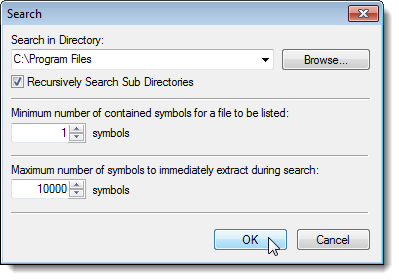 Search
Search in Directory:
C:\Program Files
Browse...
Recursively Search Sub Directories
Minimum number of contained symbols for a file to be listed:
1 symbols
Maximum number of symbols to immediately extract during search:
10000 symbols
OK Cancel